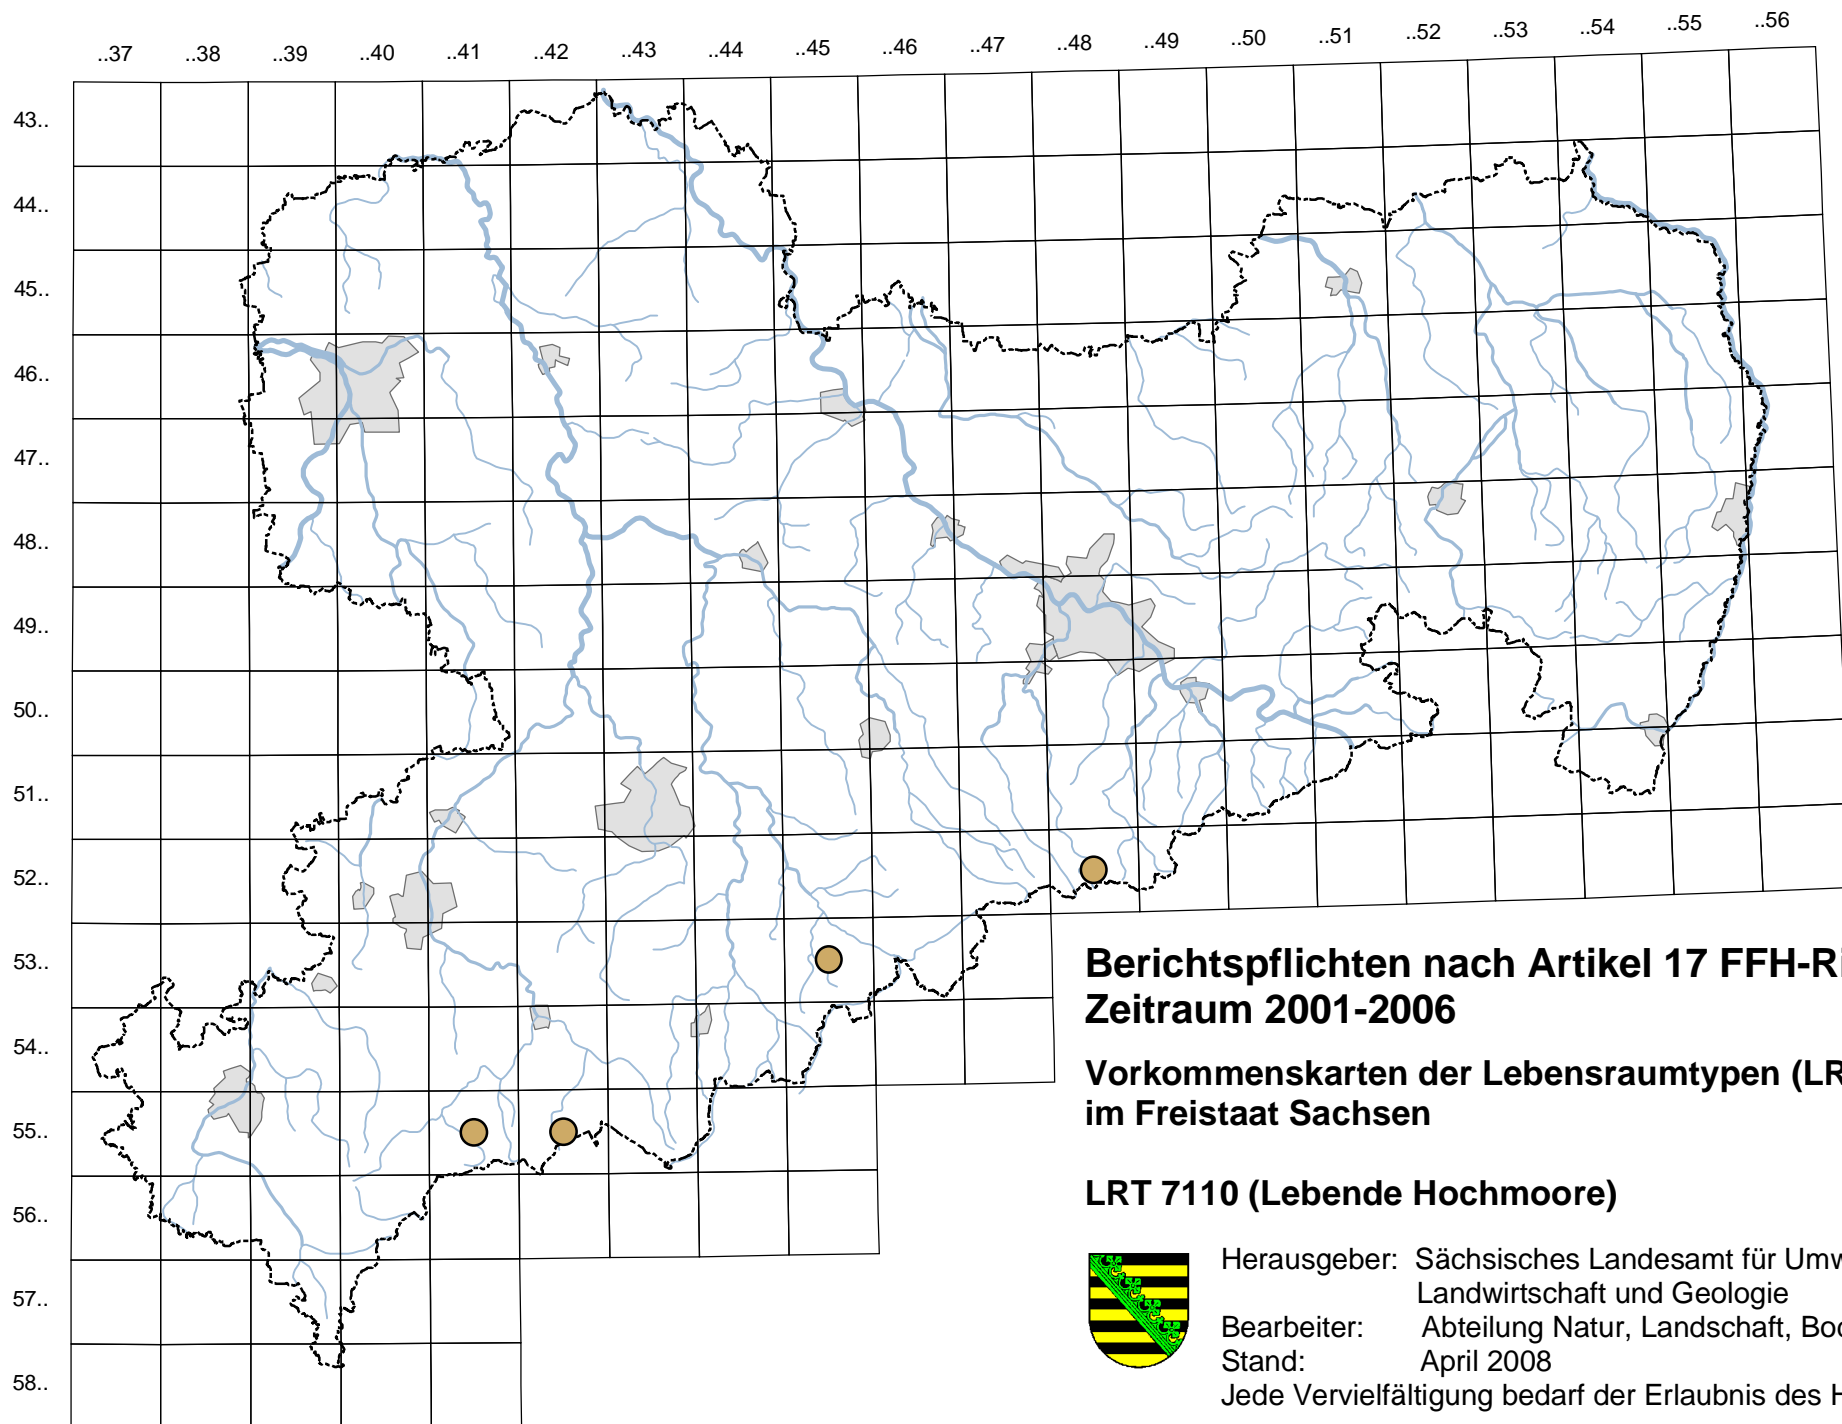 ..37 ..38 ..39 ..40 ..41 ..42 ..43 ..44 ..45 ..46 ..47 ..48 ..49 ..50 ..51 ..52 ..53 ..54 ..55 ..56
43..
44..
45..
46..
47..
48..
49..
50..
51..
52..
53..
54..
55..
56..
57..
58..
Berichtspflichten nach Artikel 17 FFH-Ri
Zeitraum 2001-2006
Vorkommenskarten der Lebensraumtypen (LR
im Freistaat Sachsen
LRT 7110 (Lebende Hochmoore)
Herausgeber: Sächsisches Landesamt für Umw
Landwirtschaft und Geologie
Bearbeiter: Abteilung Natur, Landschaft, Boo
Stand: April 2008
Jede Vervielfältigung bedarf der Erlaubnis des H